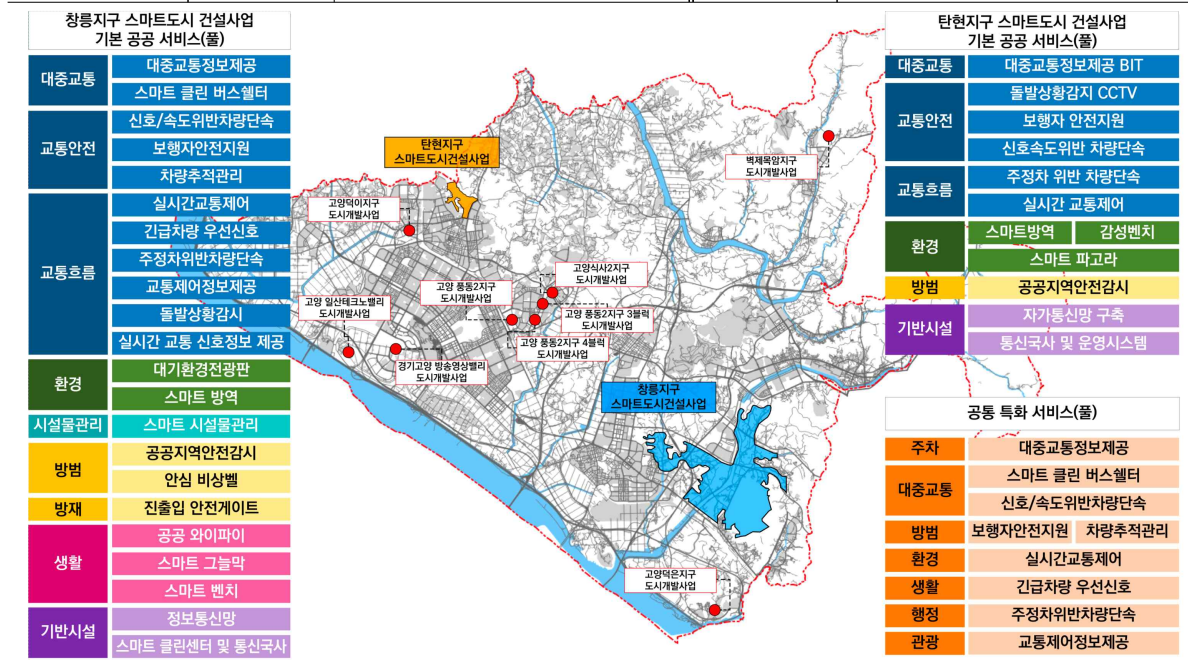 창릉지구 스마트도시 건설사업
기본 공공 서비스(풀)
대중교통
대중교통정보제공
스마트 클린 버스쉘터
교통안전
신호/속도위반차량단속
보행자안전지원
차량추적관리
교통흐름
실시간교통제어
긴급차량 우선신호
주정차위반차량단속
교통제어정보제공
돌발상황감시
실시간 교통 신호정보 제공
환경
대기환경전광판
스마트 방역
시설물관리
스마트 시설물관리
방범
공공지역안전감시
안심 비상벨
방재
진출입 안전게이트
생활
공공 와이파이
스마트 그늘막
스마트 벤치
기반시설
정보통신망
스마트 클린센터 및 통신국사
탄현지구
스마트도시건설사업
고양덕이지구
도시개발사업
벽제목암지구
도시개발사업
고양식사2지구
도시개발사업
고양 풍동2지구
도시개발사업
고양 일산테크노밸리
도시개발사업
고양 풍동2지구 3블럭
도시개발사업
고양 풍동2지구 4블럭
도시개발사업
경기고양 방송영상밸리
도시개발사업
창릉지구
스마트도시건설사업
고양덕은지구
도시개발사업
탄현지구 스마트도시 건설사업
기본 공공 서비스(풀)
대중교통
대중교통정보제공 BIT
교통안전
돌발상황감지 CCTV
보행자 안전지원
신호속도위반 차량단속
교통흐름
주정차 위반 차량단속
실시간 교통제어
환경
스마트방역
감성벤치
스마트 파고라
방범
공공지역안전감시
기반시설
자가통신망 구축
통신국사 및 운영시스템
공통 특화 서비스(풀)
주차
대중교통정보제공
대중교통
스마트 클린 버스쉘터
신호/속도위반차량단속
방범
보행자안전지원
차량추적관리
환경
실시간교통제어
생활
긴급차량 우선신호
행정
주정차위반차량단속
관광
교통제어정보제공